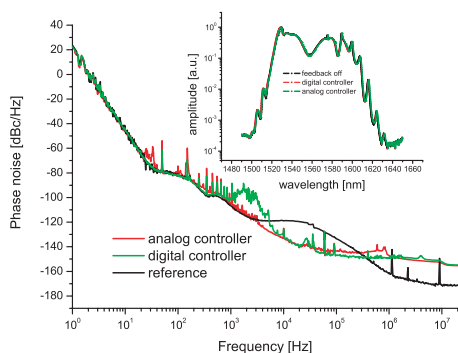 Phase noise [dBc/Hz]
40
20
0
-20
-40
-60
-80
-100
-120
-140
-160
-180
10^0 10^1 10^2 10^3 10^4 10^5 10^6 10^7
Frequency [Hz]
analog controller
digital controller
reference
amplitude [a.u.]
10^0
10^-1
10^-2
10^-3
10^-4
feedback off
digital controller
analog controller
1480 1500 1520 1540 1560 1580 1600 1620 1640 1660
wavelength [nm]